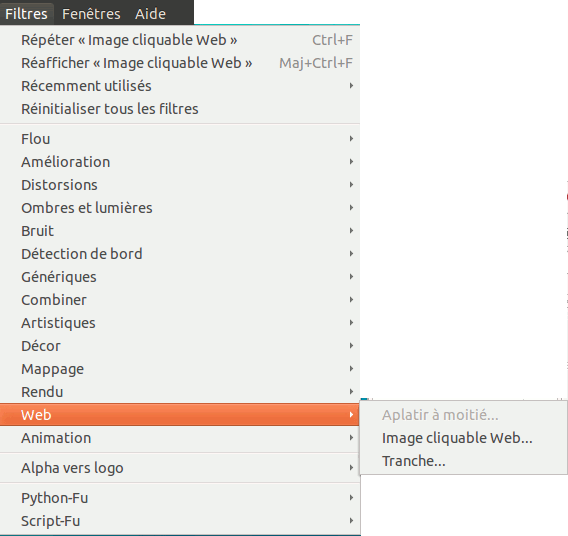 Filtres Fenêtres Aide
Répéter « Image cliquable Web » Ctrl+F
Réafficher « Image cliquable Web » Maj+Ctrl+F
Récemment utilisés
Réinitialiser tous les filtres
Flou
Amélioration
Distorsions
Ombres et lumières
Bruit
Détection de bord
Génériques
Combiner
Artistiques
Décor
Mappage
Rendu
Web
Aplatir à moitié...
Animation
Image cliquable Web...
Tranche...
Alpha vers logo
Python-Fu
Script-Fu